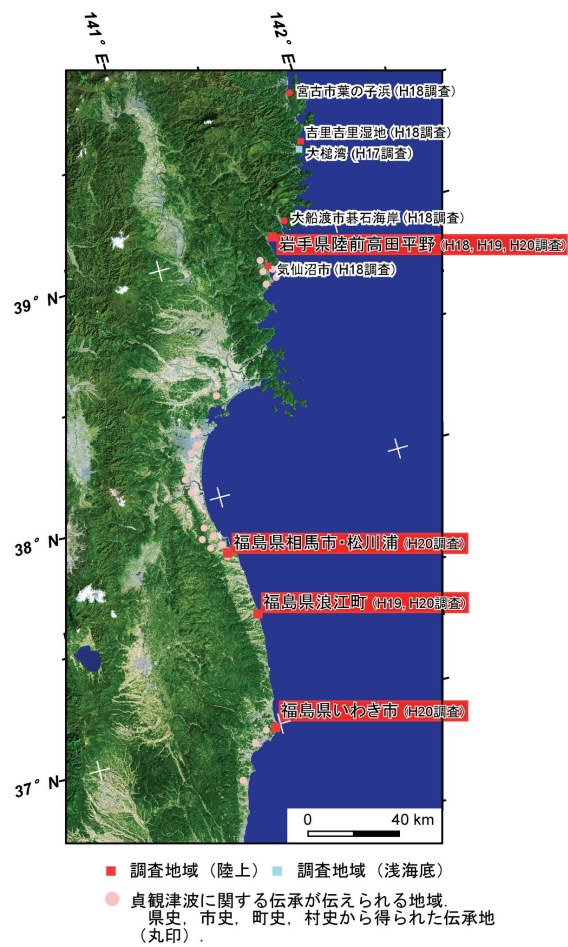 141° E
142° E
宮古市葉の子浜 (H18調査)
吉里吉里湿地 (H18調査)
大槌湾 (H17調査)
大船渡市碁石海岸 (H18調査)
岩手県陸前高田平野 (H18, H19, H20調査)
気仙沼市 (H18調査)
39° N
38° N
福島県相馬市・松川浦 (H20調査)
福島県浪江町 (H19, H20調査)
福島県いわき市 (H20調査)
37° N
0 40 km
調査地域（陸上） 調査地域（浅海底）
貞観津波に関する伝承が伝えられる地域.
県史，市史，町史，村史から得られた伝承地
（丸印）.